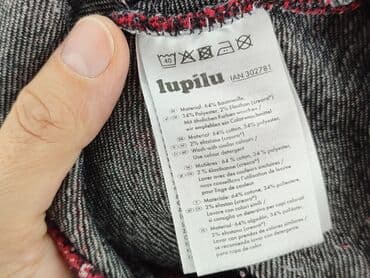 40
lupilu IAN 302781
Material: 64% Baumwolle,
34% Polyester, 2% Elasthan (creora®)
Mit ähnlichen Farben waschen/
wir empfehlen ein Colorwaschmittel
Material: 64% cotton, 34% polyester,
2% elastane (creora®)
Wash with similar colours/
Use colour detergent
Matières: 64% coton, 34% polyester,
2% élasthanne (creora®)
Laver avec des couleurs similaires /
nous conseillons l'utilisation de lessive
pour linge de couleur
Materiale: 64% cotone, 34% poliestere,
2% elastan (creora®)
Lavare con colori simili /
si consiglia un detersivo per capi colorati
Material: 64% algodón, 34% poliéster,
2% elastano (creora®)
Lavar con prendas de colores similares /
se recomienda lavar con detergente
para ropa de color